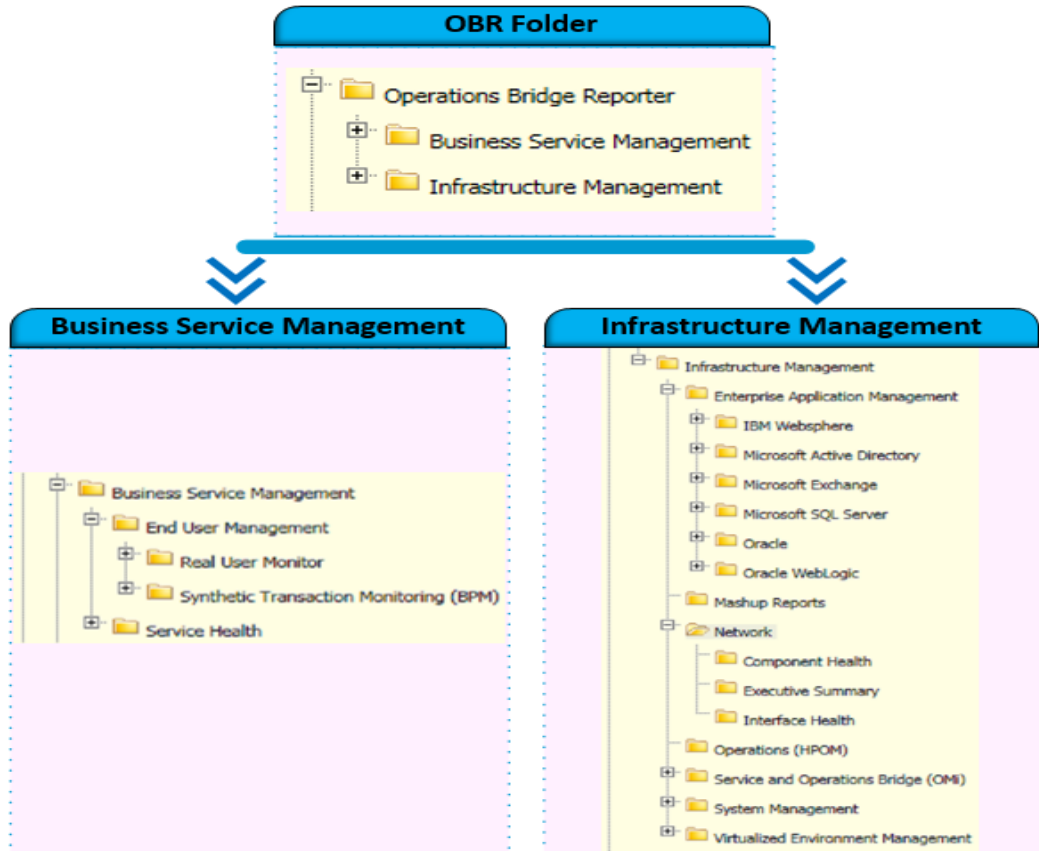 OBR Folder
Operations Bridge Reporter
Business Service Management
Infrastructure Management
Business Service Management
Business Service Management
End User Management
Real User Monitor
Synthetic Transaction Monitoring (BPM)
Service Health
Infrastructure Management
Infrastructure Management
Enterprise Application Management
IBM Websphere
Microsoft Active Directory
Microsoft Exchange
Microsoft SQL Server
Oracle
Oracle WebLogic
Mashup Reports
Network
Component Health
Executive Summary
Interface Health
Operations (HPOM)
Service and Operations Bridge (OMi)
System Management
Virtualized Environment Management